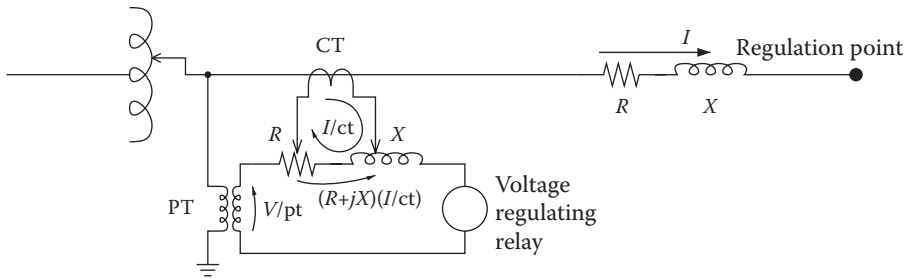 CT
I
Regulation point
R
X
R
I/ct
X
PT
V/pt
(R+jX)(I/ct)
Voltage
regulating
relay